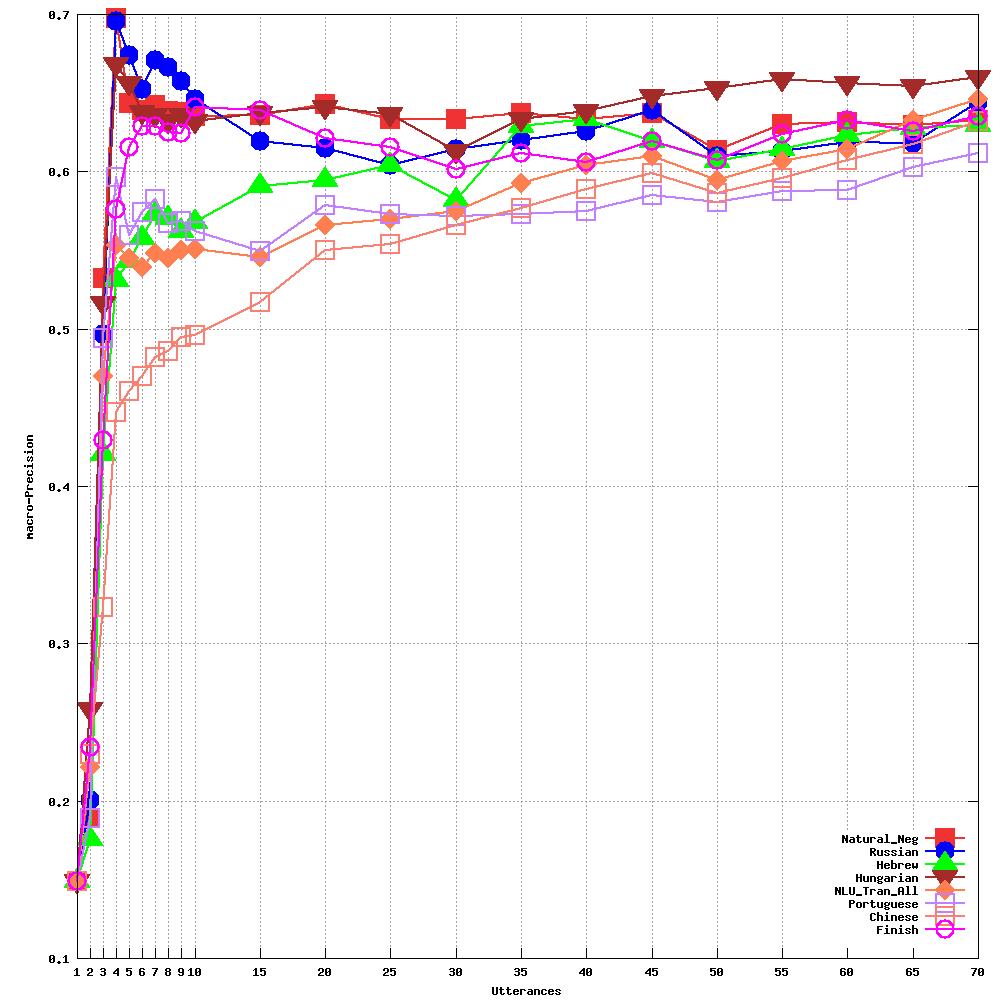 0.7
0.6
0.5
0.4
0.3
0.2
0.1
Macro-Precision
1 2 3 4 5 6 7 8 9 10 15 20 25 30 35 40 45 50 55 60 65 70
Utterances
Natural_Neg
Russian
Hebrew
Hungarian
NLU_Tran_All
Portuguese
Chinese
Finish